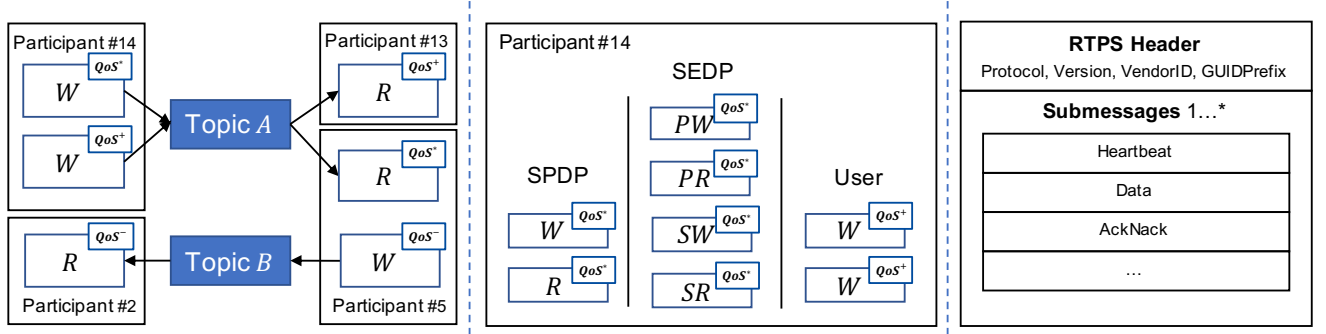 Participant #14
QoS*
W
QoS+
W
Topic A
Participant #13
QoS+
R
QoS*
R
QoS-
R
Participant #2
Topic B
QoS-
W
Participant #5
Participant #14
SPDP
QoS*
W
QoS*
R
SEDP
QoS*
PW
QoS*
PR
QoS*
SW
QoS*
SR
User
QoS+
W
QoS+
W
RTPS Header
Protocol, Version, VendorID, GUIDPrefix
Submessages 1...*
Heartbeat
Data
AckNack
...